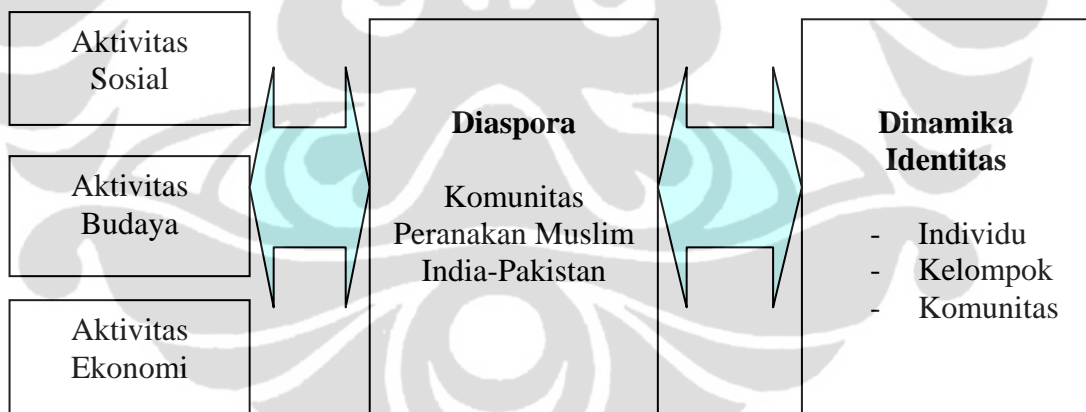 Aktivitas
Sosial
Aktivitas
Budaya
Aktivitas
Ekonomi
Diaspora
Komunitas
Peranakan Muslim
India-Pakistan
Dinamika
Identitas
- Individu
- Kelompok
- Komunitas